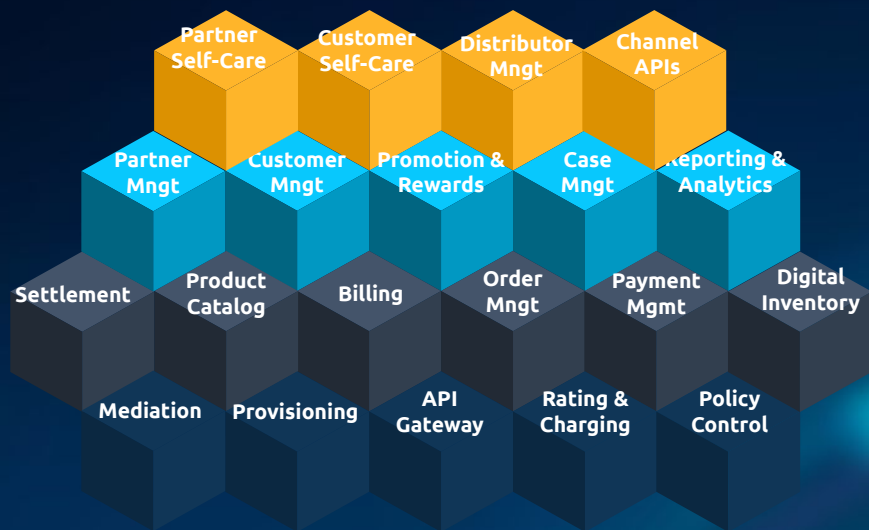 Partner
Self-Care
Customer
Self-Care
Distributor
Mngt
Channel
APIs
Partner
Mngt
Customer
Mngt
Promotion &
Rewards
Case
Mngt
Reporting &
Analytics
Settlement
Product
Catalog
Billing
Order
Mngt
Payment
Mgmt
Digital
Inventory
Mediation
Provisioning
API
Gateway
Rating &
Charging
Policy
Control